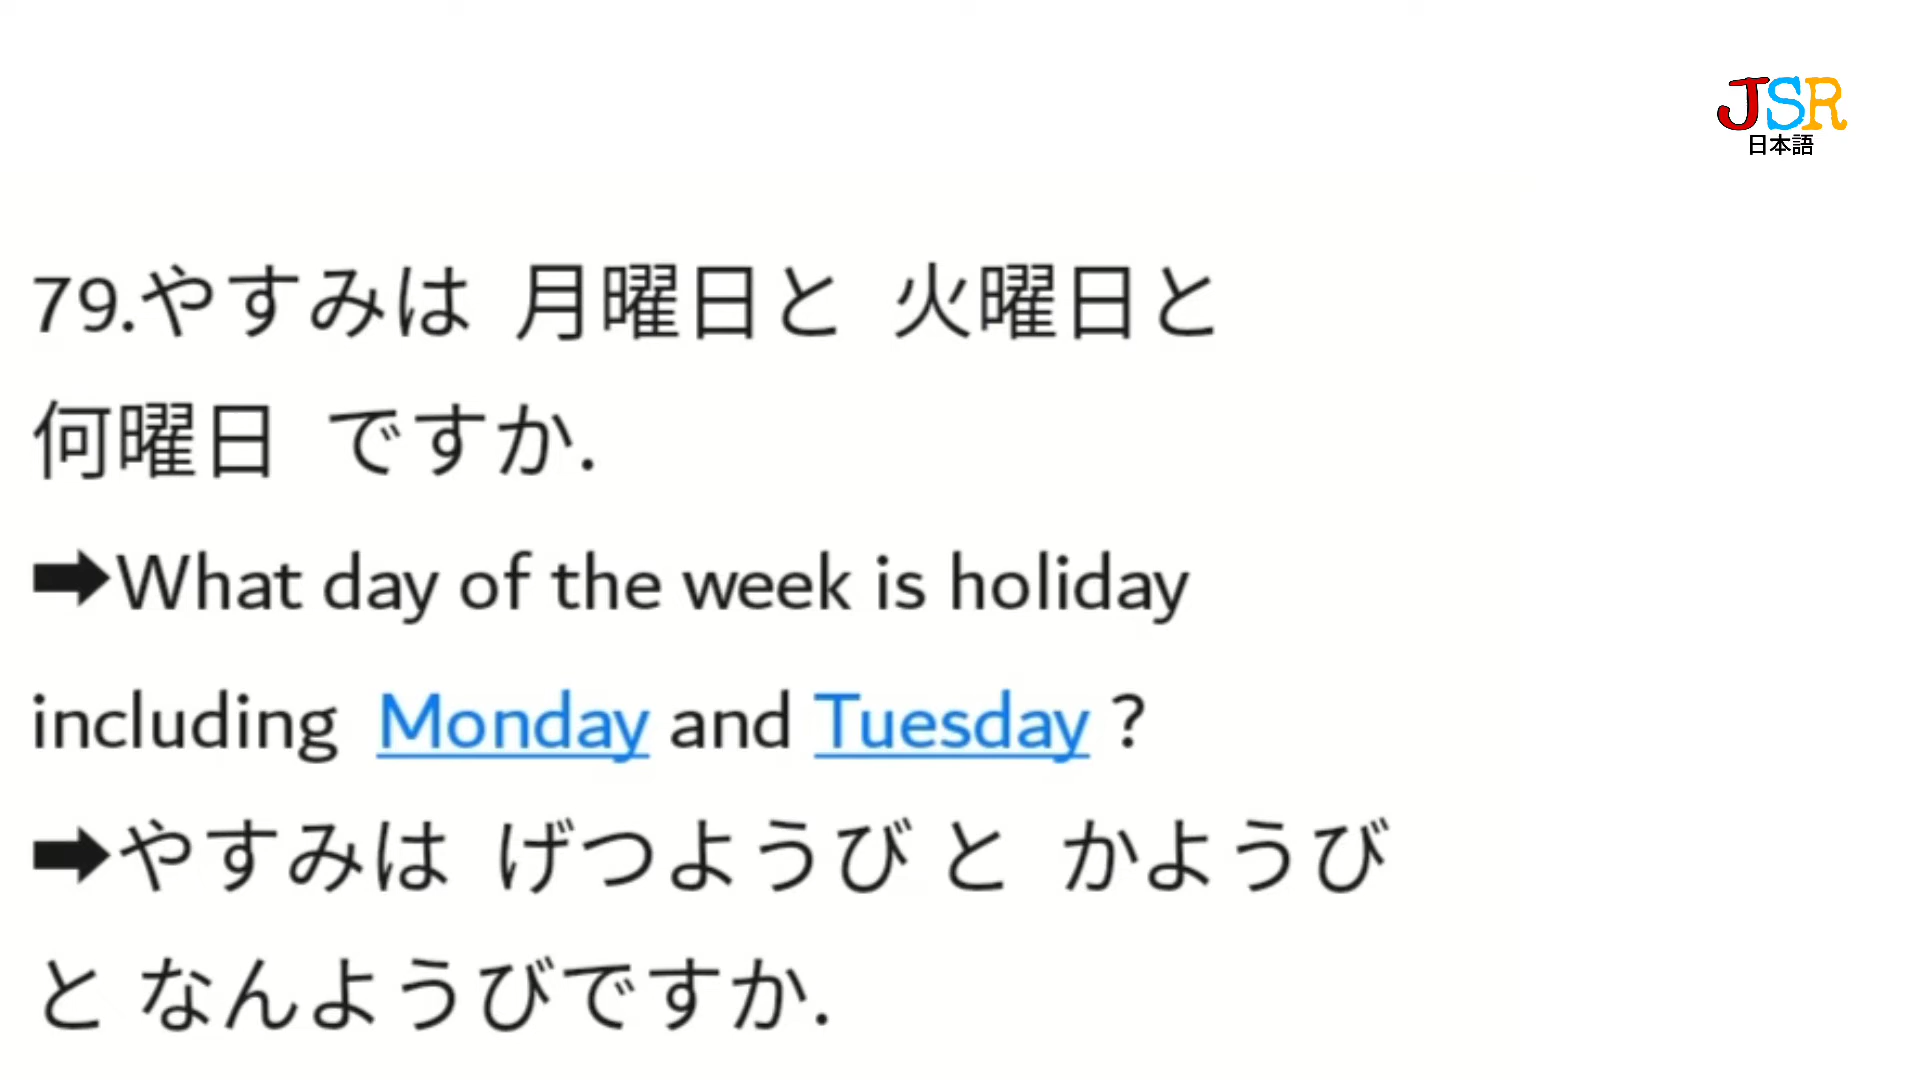 JSR
日本語
79.やすみは 月曜日と 火曜日と
何曜日 ですか.
➡What day of the week is holiday
including Monday and Tuesday ?
➡やすみは げつようび と かようび
と なんようびですか.